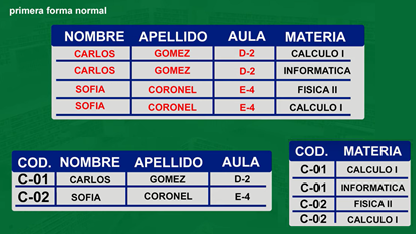 primera forma normal
NOMBRE APELLIDO AULA MATERIA
CARLOS GOMEZ D-2 CALCULO I
CARLOS GOMEZ D-2 INFORMATICA
SOFIA CORONEL E-4 FISICA II
SOFIA CORONEL E-4 CALCULO I
COD. NOMBRE APELLIDO AULA
C-01 CARLOS GOMEZ D-2
C-02 SOFIA CORONEL E-4
COD. MATERIA
C-01 CALCULO I
C-01 INFORMATICA
C-02 FISICA II
C-02 CALCULO I